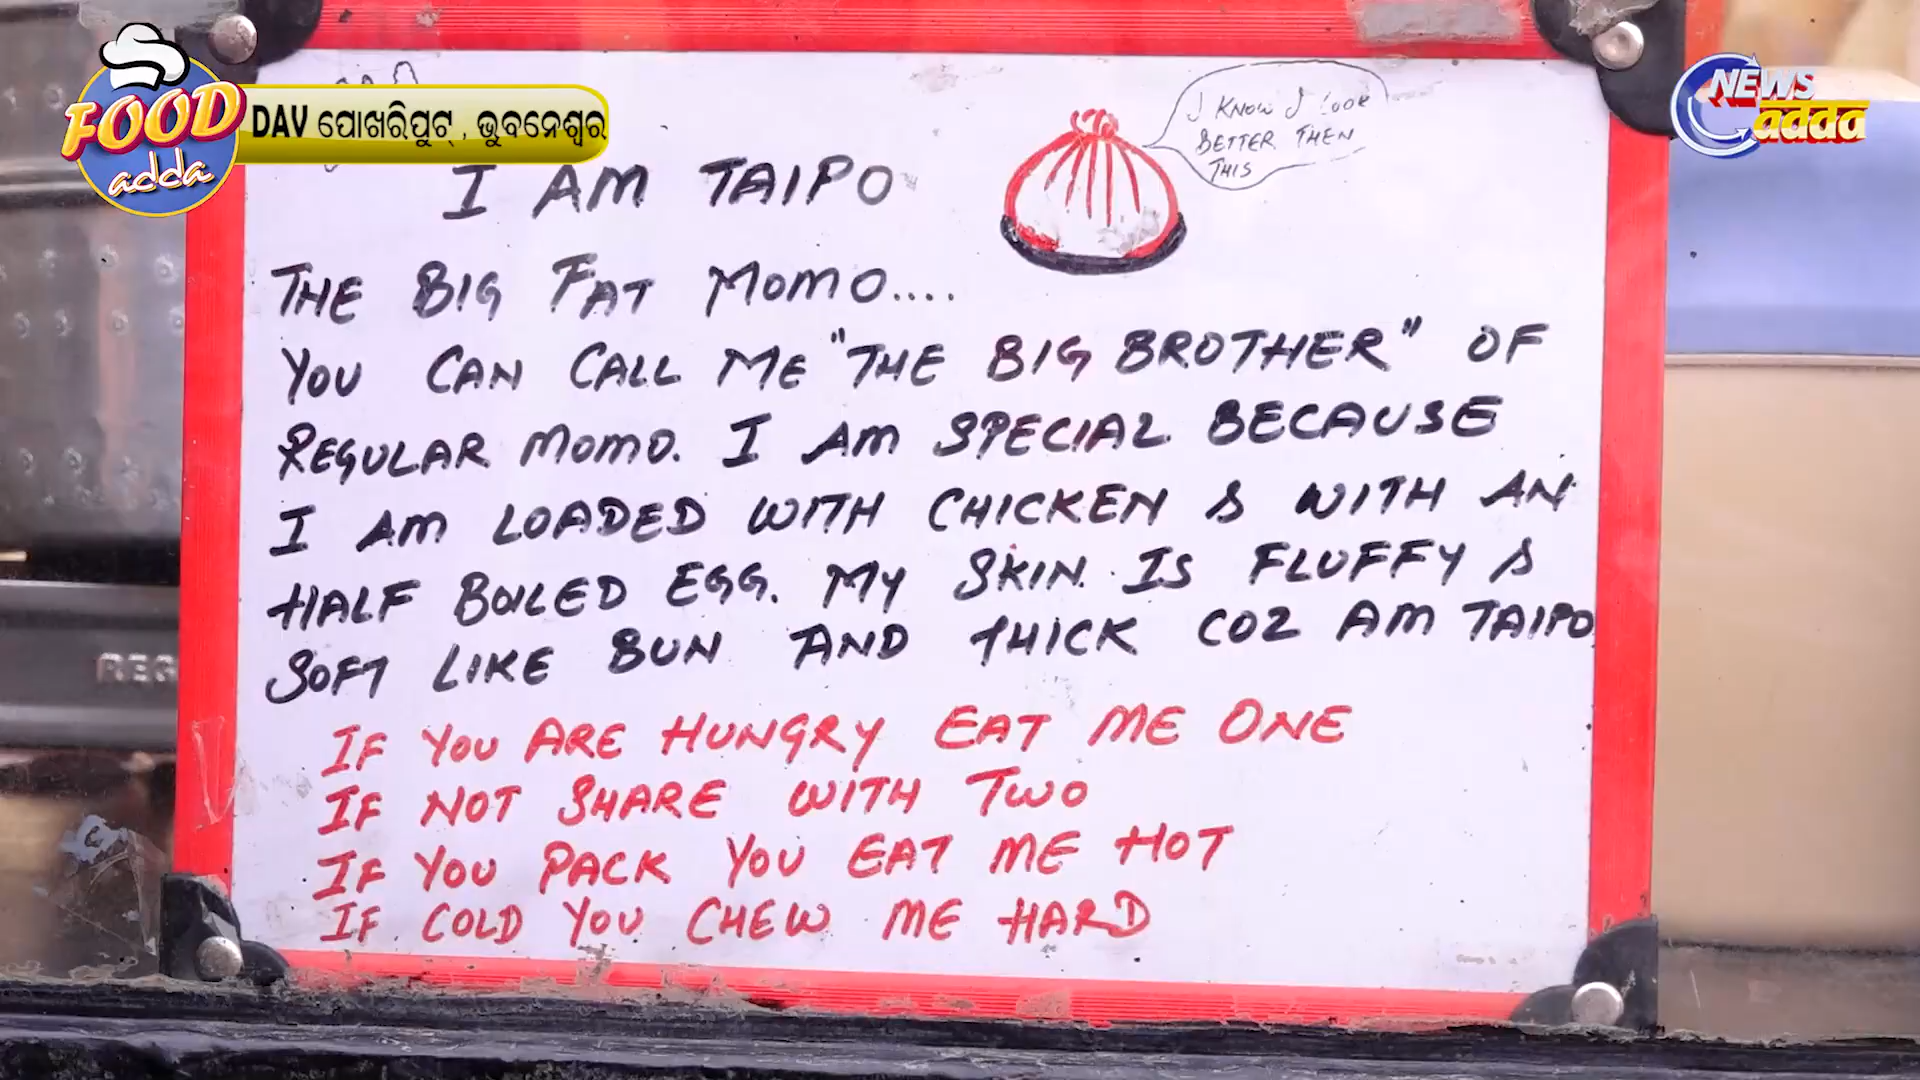 FOOD
adda
DAV ପୋଖରିପୁଟ୍ , ଭୁବନେଶ୍ୱର
NEWS
adda
I KNOW I LOOK
BETTER THEN
THIS
I AM TAIPO
THE BIG FAT MOMO....
YOU CAN CALL ME "THE BIG BROTHER" OF
REGULAR MOMO. I AM SPECIAL BECAUSE
I AM LOADED WITH CHICKEN & WITH AN
HALF BOILED EGG. MY SKIN IS FLUFFY &
SOFT LIKE BUN AND THICK COZ AM TAIPO
IF YOU ARE HUNGRY EAT ME ONE
IF NOT SHARE WITH TWO
IF YOU PACK YOU EAT ME HOT
IF COLD YOU CHEW ME HARD
REG